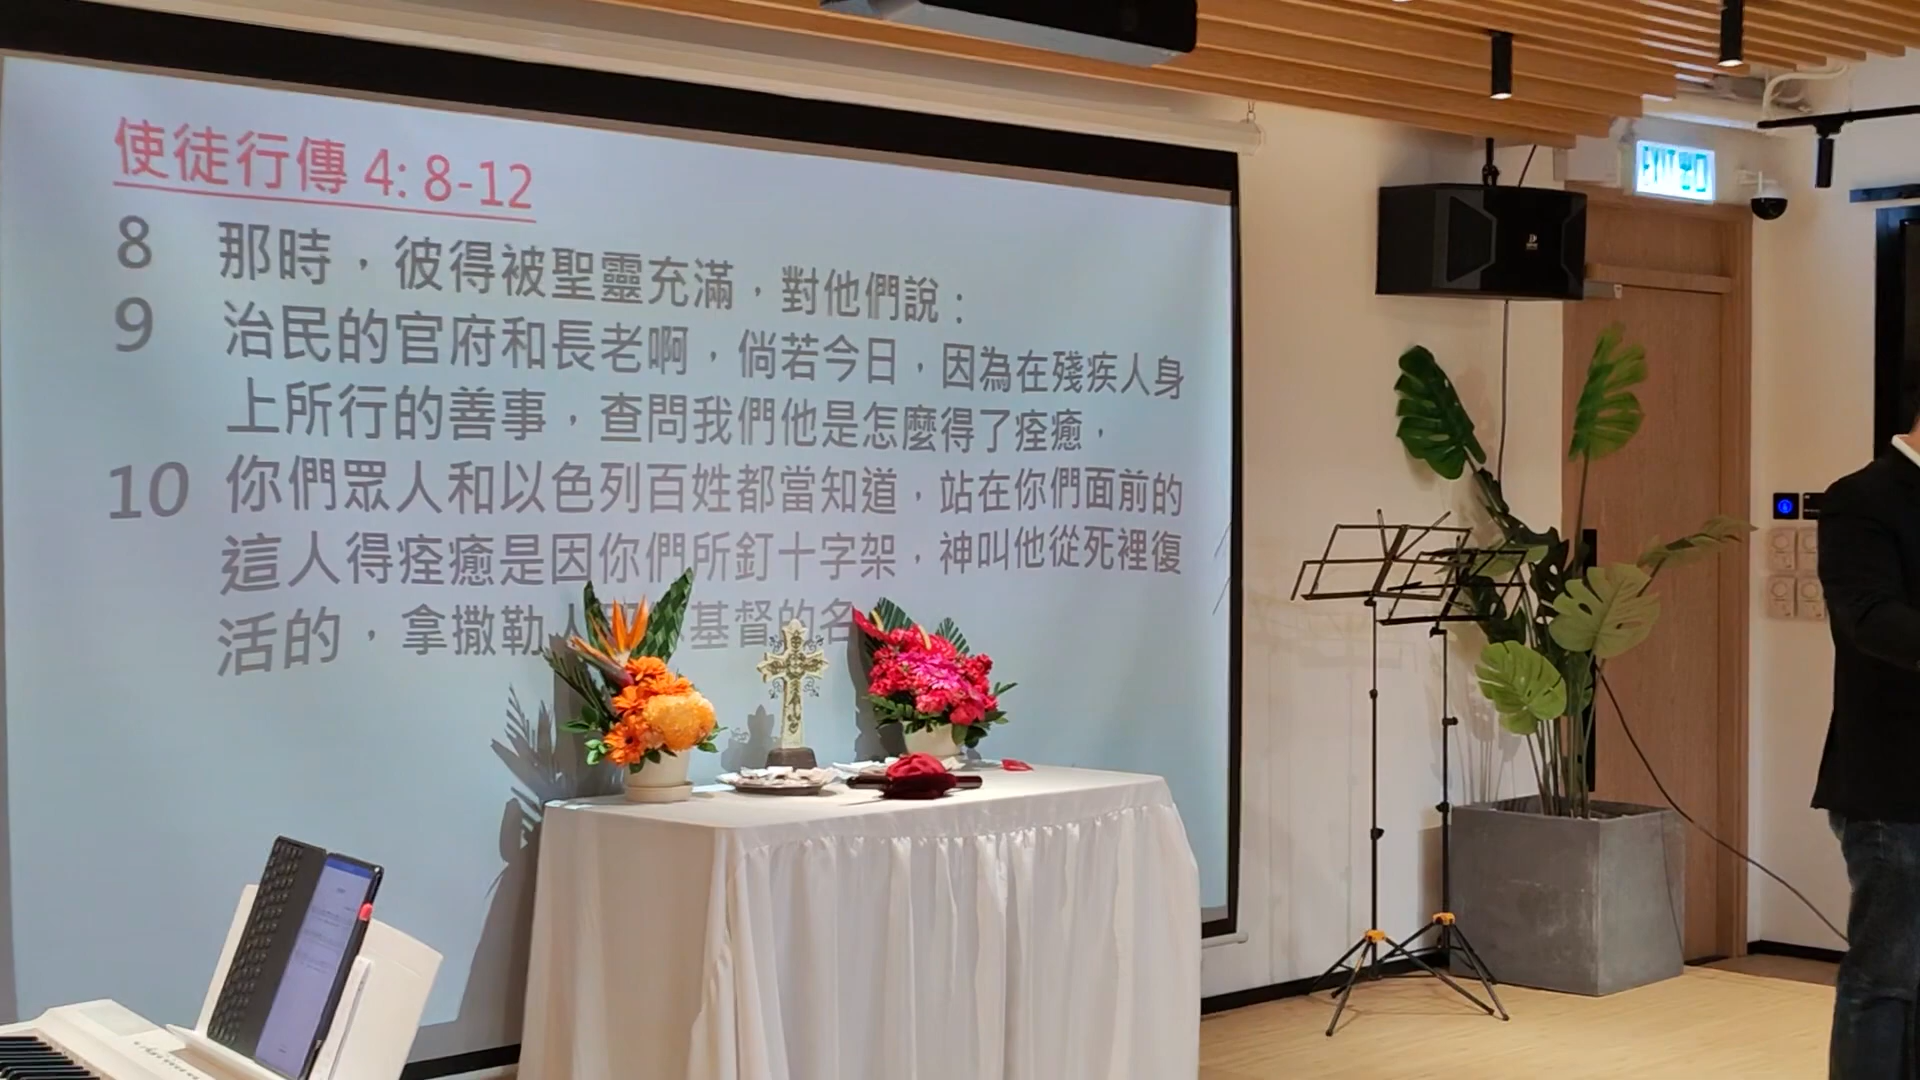 使徒行傳 4: 8-12
8 那時，彼得被聖靈充滿，對他們說：
9 治民的官府和長老啊，倘若今日，因為在殘疾人身
上所行的善事，查問我們他是怎麼得了痊癒，
10 你們眾人和以色列百姓都當知道，站在你們面前的
這人得痊癒是因你們所釘十字架，神叫他從死裡復
活的，拿撒勒人 基督的名
EXIT 出口